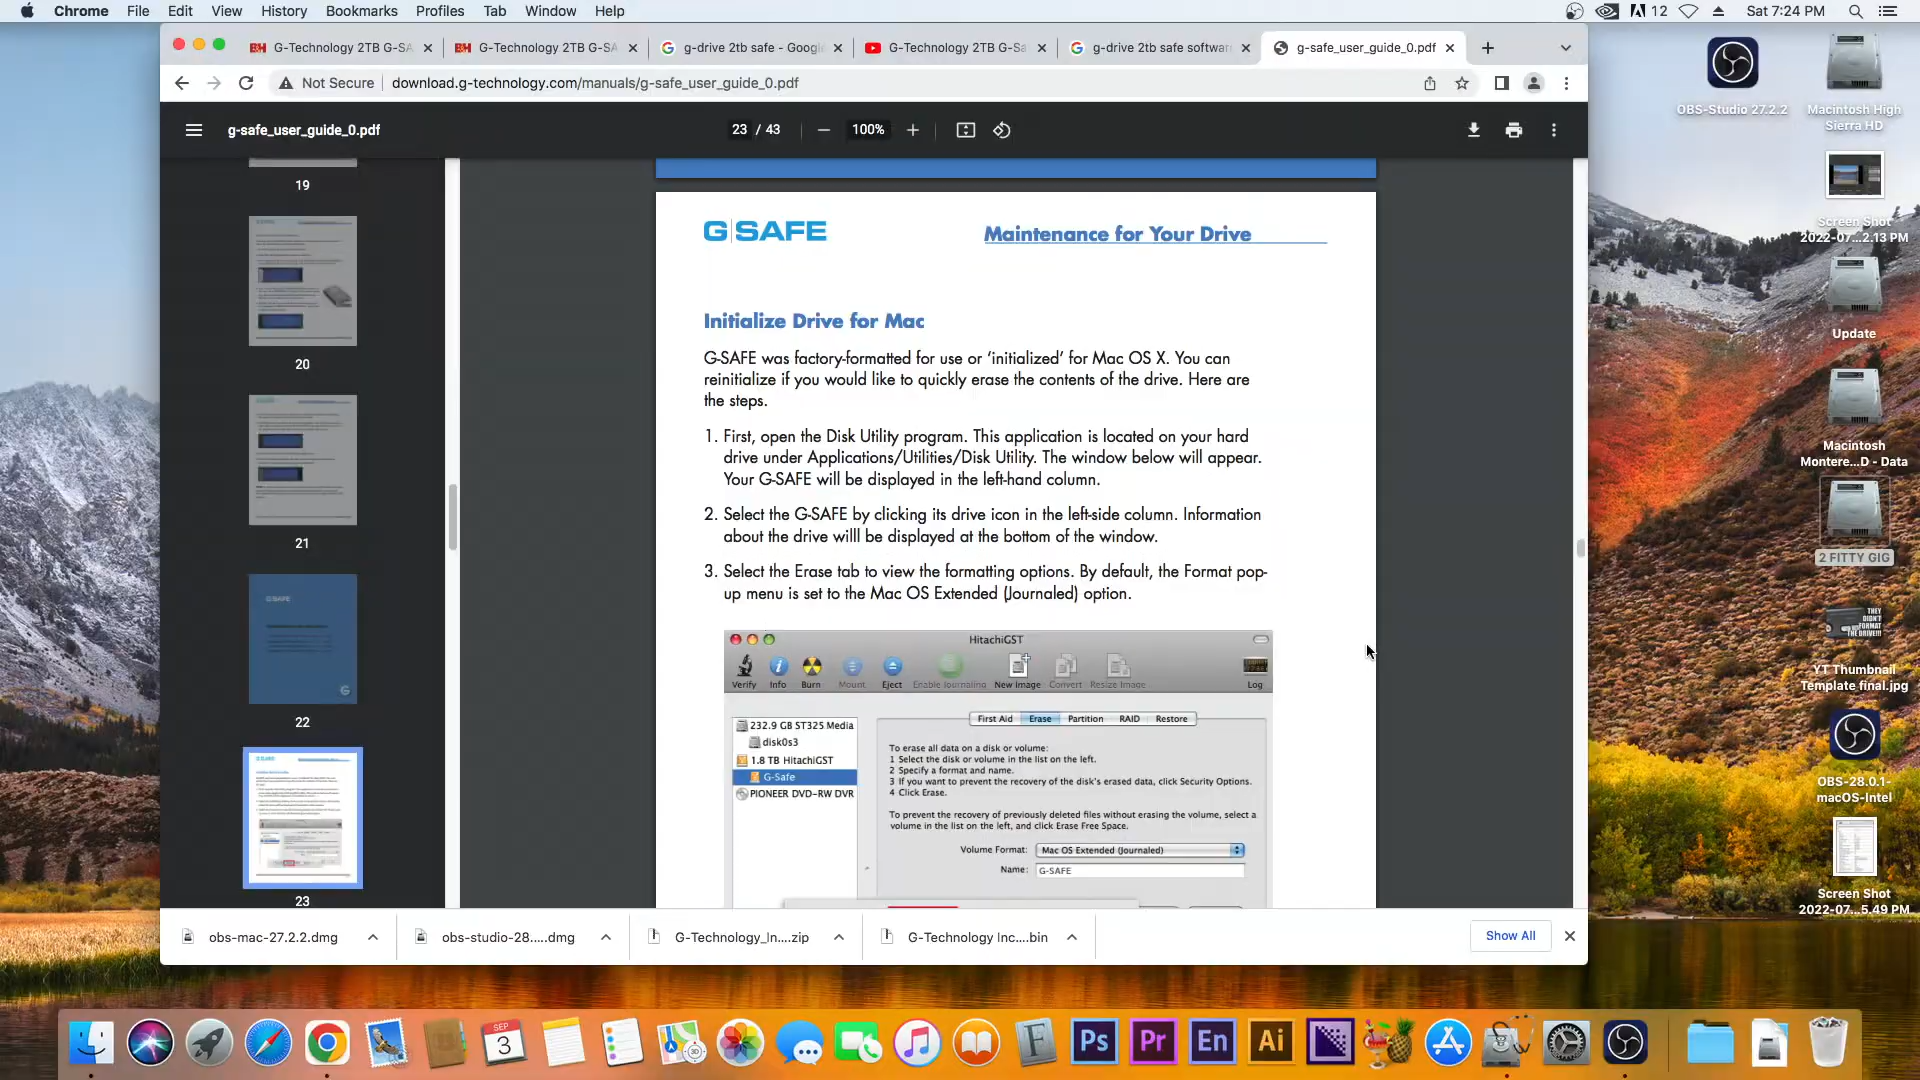 Chrome File Edit View History Bookmarks Profiles Tab Window Help 12 Sat 7:24 PM
G-Technology 2TB G-SA G-Technology 2TB G-SA g-drive 2tb safe - Google G-Technology 2TB G-Sa g-drive 2tb safe softwar g-safe_user_guide_0.pdf
Not Secure download.g-technology.com/manuals/g-safe_user_guide_0.pdf
g-safe_user_guide_0.pdf 23 / 43 100%
19
20
21
22
23
G|SAFE Maintenance for Your Drive
Initialize Drive for Mac
G-SAFE was factory-formatted for use or ‘initialized’ for Mac OS X. You can
reinitialize if you would like to quickly erase the contents of the drive. Here are
the steps.
1. First, open the Disk Utility program. This application is located on your hard
drive under Applications/Utilities/Disk Utility. The window below will appear.
Your G-SAFE will be displayed in the left-hand column.
2. Select the G-SAFE by clicking its drive icon in the left-side column. Information
about the drive willl be displayed at the bottom of the window.
3. Select the Erase tab to view the formatting options. By default, the Format pop-
up menu is set to the Mac OS Extended (Journaled) option.
HitachiGST
Verify Info Burn Mount Eject Enable Journaling New Image Convert Resize Image Log
232.9 GB ST325 Media
disk0s3
1.8 TB HitachiGST
G-Safe
PIONEER DVD-RW DVR
First Aid Erase Partition RAID Restore
To erase all data on a disk or volume:
1 Select the disk or volume in the list on the left.
2 Specify a format and name.
3 If you want to prevent the recovery of the disk's erased data, click Security Options.
4 Click Erase.
To prevent the recovery of previously deleted files without erasing the volume, select a
volume in the list on the left, and click Erase Free Space.
Volume Format: Mac OS Extended (Journaled)
Name: G-SAFE
obs-mac-27.2.2.dmg obs-studio-28.....dmg G-Technology_In....zip G-Technology Inc....bin Show All
OBS-Studio 27.2.2
Macintosh High
Sierra HD
Screen Shot
2022-07...2.13 PM
Update
Macintosh
Montere...D - Data
2 FITTY GIG
THEY
DIDN'T
FORMAT
THE DRIVE!!!
YT Thumbnail
Template final.jpg
OBS-28.0.1-
macOS-Intel
Screen Shot
2022-07...5.49 PM
SEP
3
3D
Ps Pr En Ai